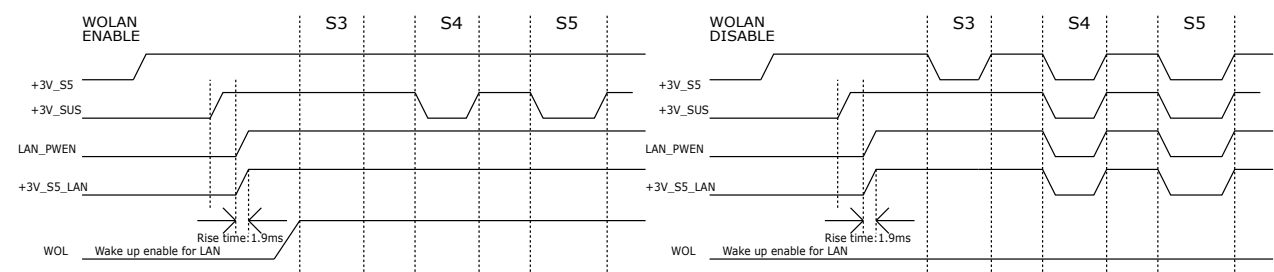 WOLAN
ENABLE
S3
S4
S5
+3V_S5
+3V_SUS
LAN_PWEN
+3V_S5_LAN
Rise time:1.9ms
WOL
Wake up enable for LAN
WOLAN
DISABLE
S3
S4
S5
+3V_S5
+3V_SUS
LAN_PWEN
+3V_S5_LAN
Rise time:1.9ms
WOL
Wake up enable for LAN